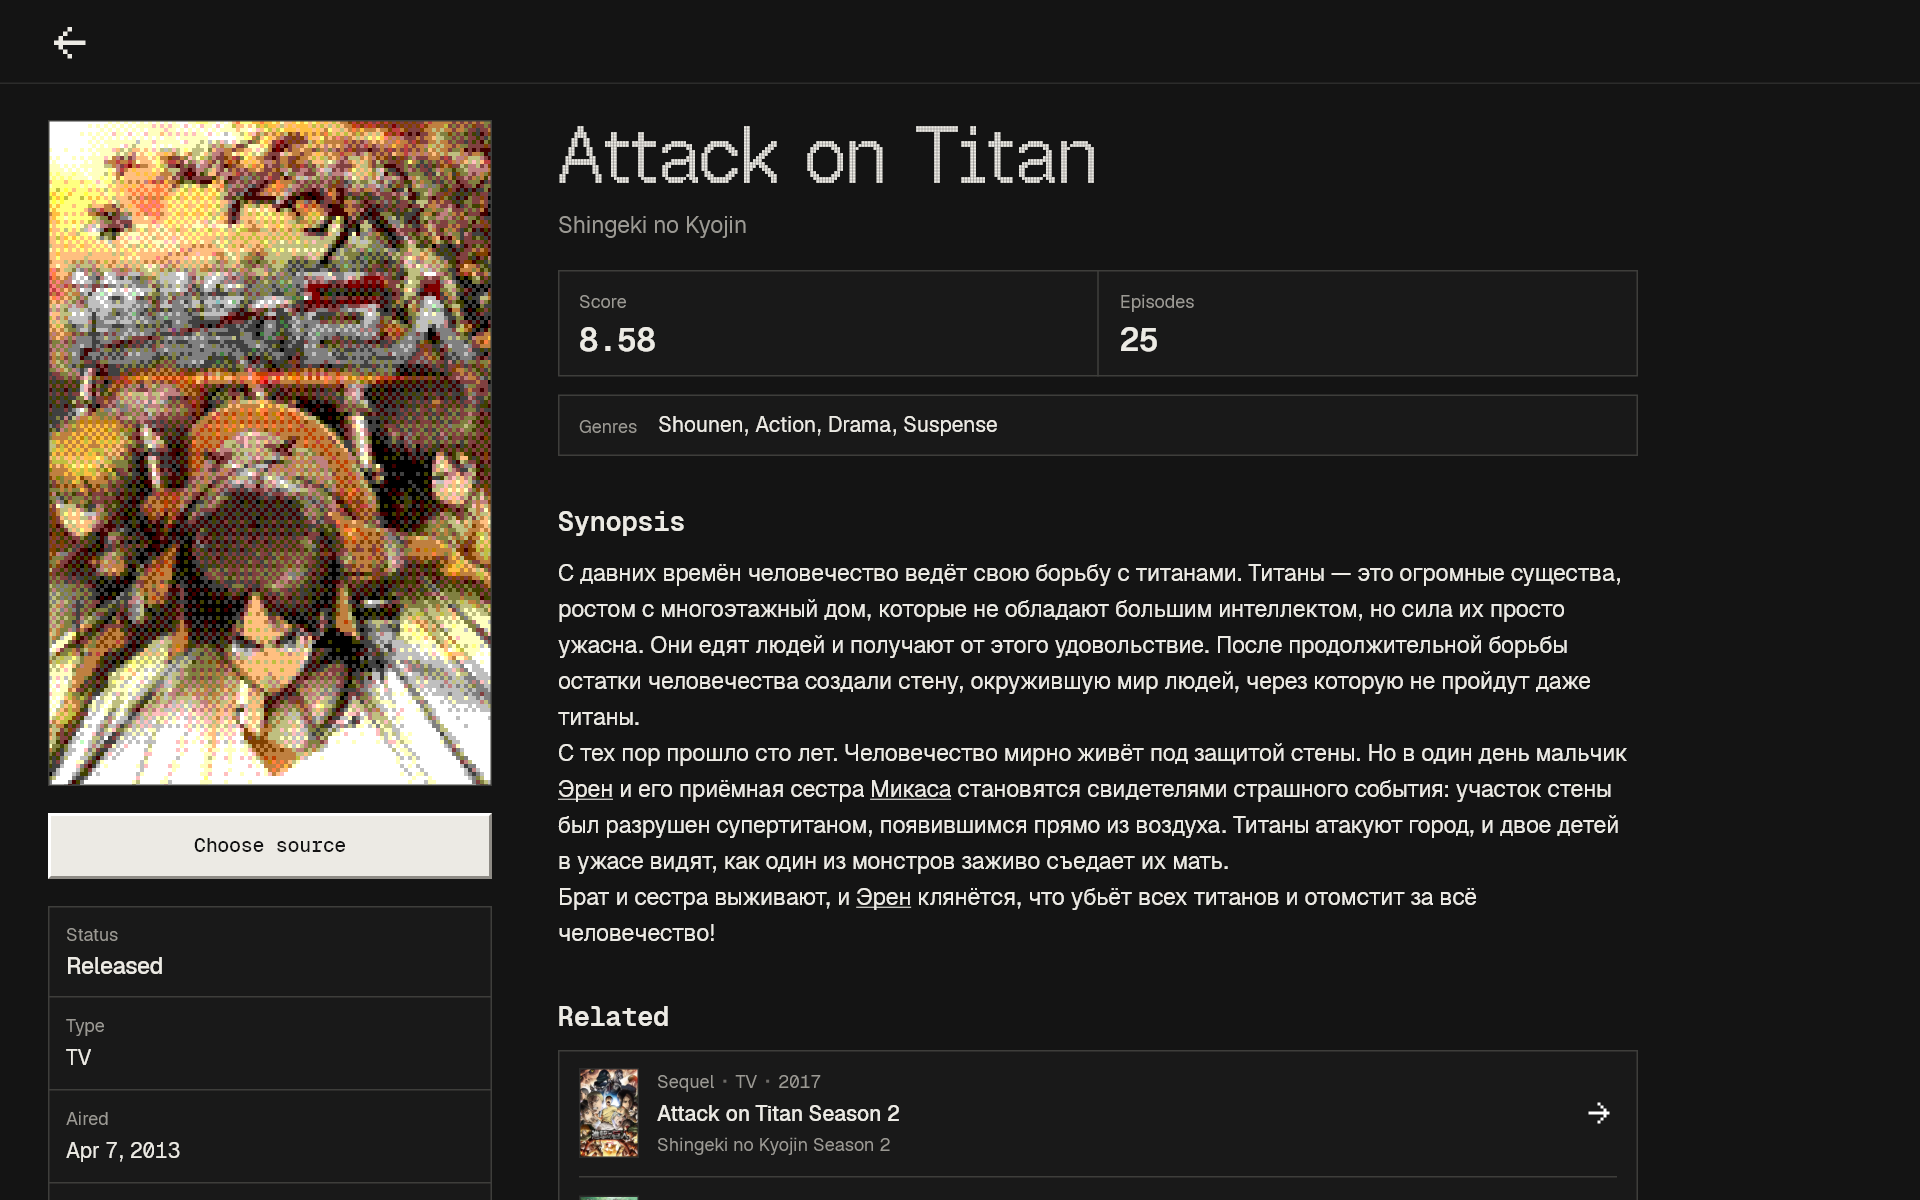 Attack on Titan
Shingeki no Kyojin
Score
8.58
Episodes
25
Genres Shounen, Action, Drama, Suspense
Synopsis
С давних времён человечество ведёт свою борьбу с титанами. Титаны — это огромные существа,
ростом с многоэтажный дом, которые не обладают большим интеллектом, но сила их просто
ужасна. Они едят людей и получают от этого удовольствие. После продолжительной борьбы
остатки человечества создали стену, окружившую мир людей, через которую не пройдут даже
титаны.
С тех пор прошло сто лет. Человечество мирно живёт под защитой стены. Но в один день мальчик
Эрен и его приёмная сестра Микаса становятся свидетелями страшного события: участок стены
был разрушен супертитаном, появившимся прямо из воздуха. Титаны атакуют город, и двое детей
в ужасе видят, как один из монстров заживо съедает их мать.
Брат и сестра выживают, и Эрен клянётся, что убьёт всех титанов и отомстит за всё
человечество!
Choose source
Status
Released
Type
TV
Aired
Apr 7, 2013
Related
Sequel · TV · 2017
Attack on Titan Season 2
Shingeki no Kyojin Season 2